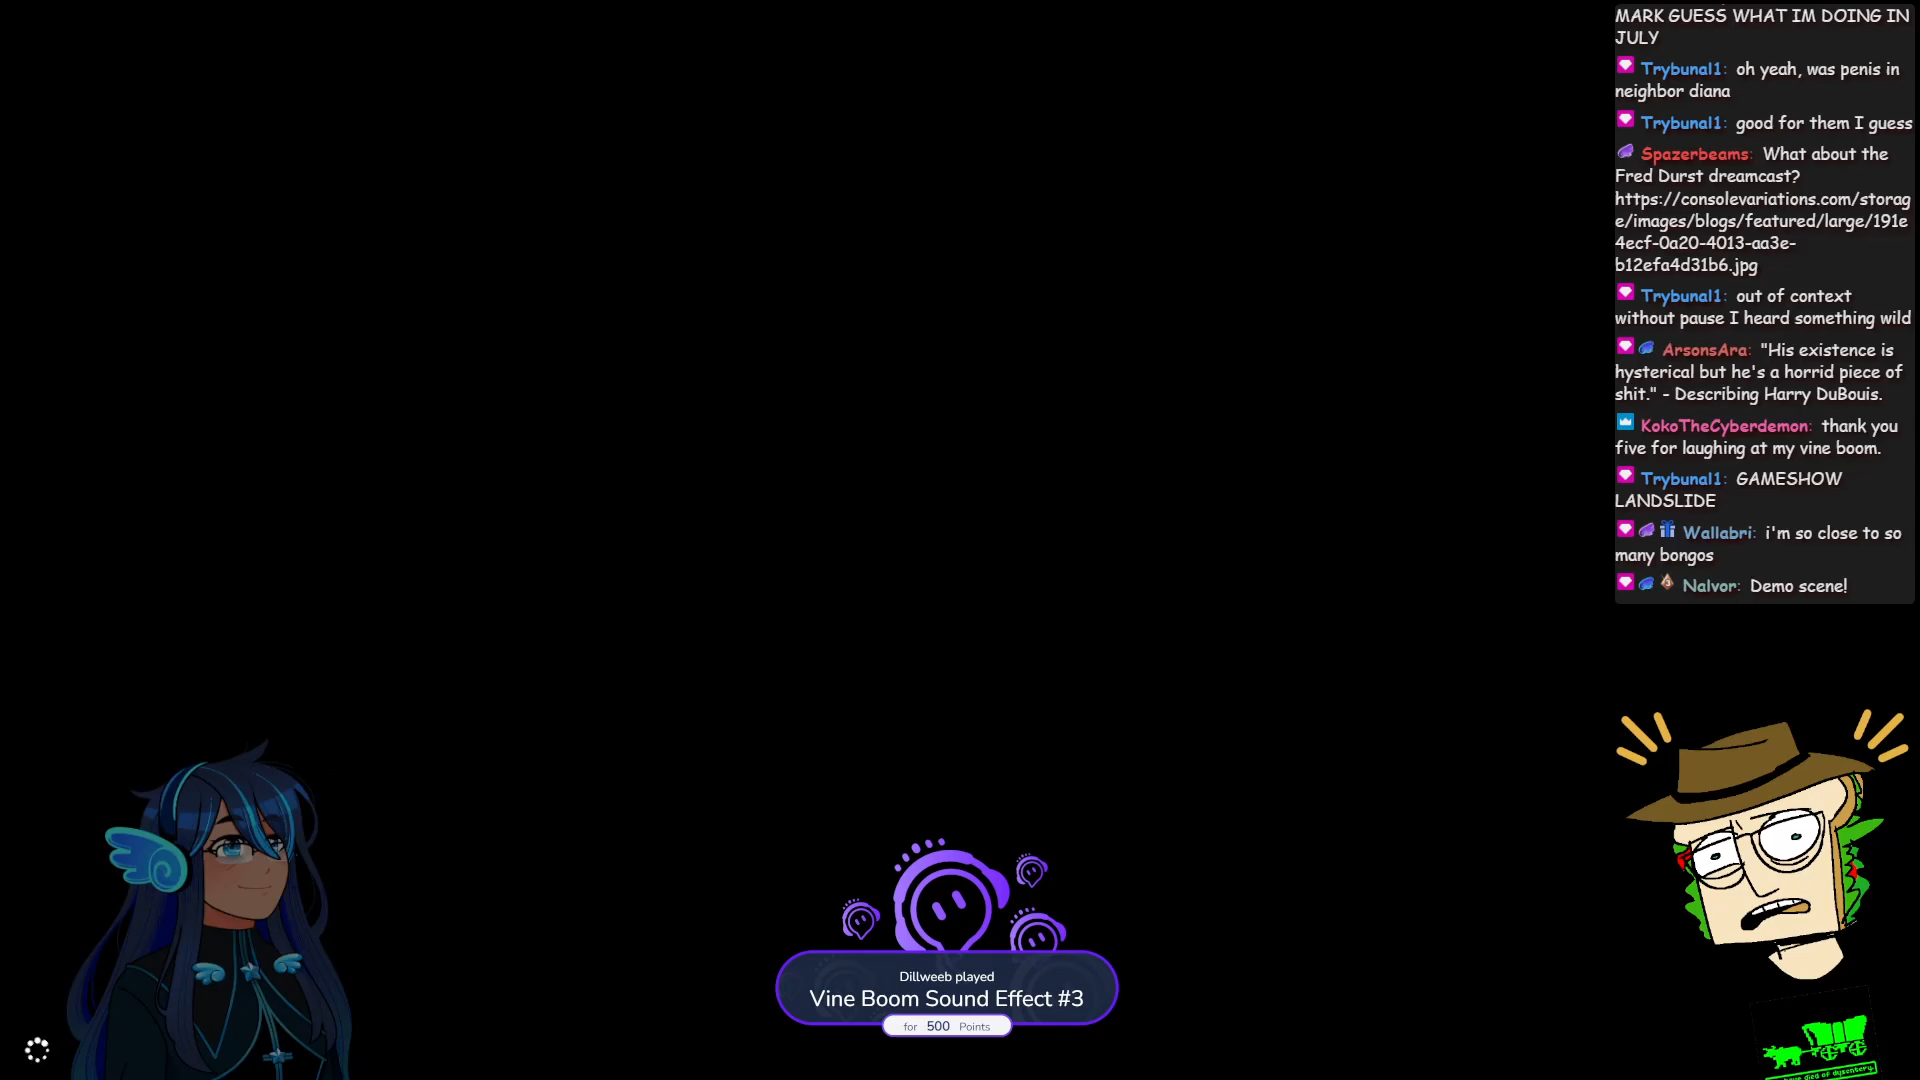 MARK GUESS WHAT IM DOING IN
JULY
Trybunal1: oh yeah, was penis in
neighbor diana
Trybunal1: good for them I guess
Spazerbeams: What about the
Fred Durst dreamcast?
https://consolevariations.com/storag
e/images/blogs/featured/large/191e
4ecf-0a20-4013-aa3e-
b12efa4d31b6.jpg
Trybunal1: out of context
without pause I heard something wild
ArsonsAra: "His existence is
hysterical but he's a horrid piece of
shit." - Describing Harry DuBouis.
KokoTheCyberdemon: thank you
five for laughing at my vine boom.
Trybunal1: GAMESHOW
LANDSLIDE
Wallabri: i'm so close to so
many bongos
Nalvor: Demo scene!
Dillweeb played
Vine Boom Sound Effect #3
for 500 Points
died of dysentery